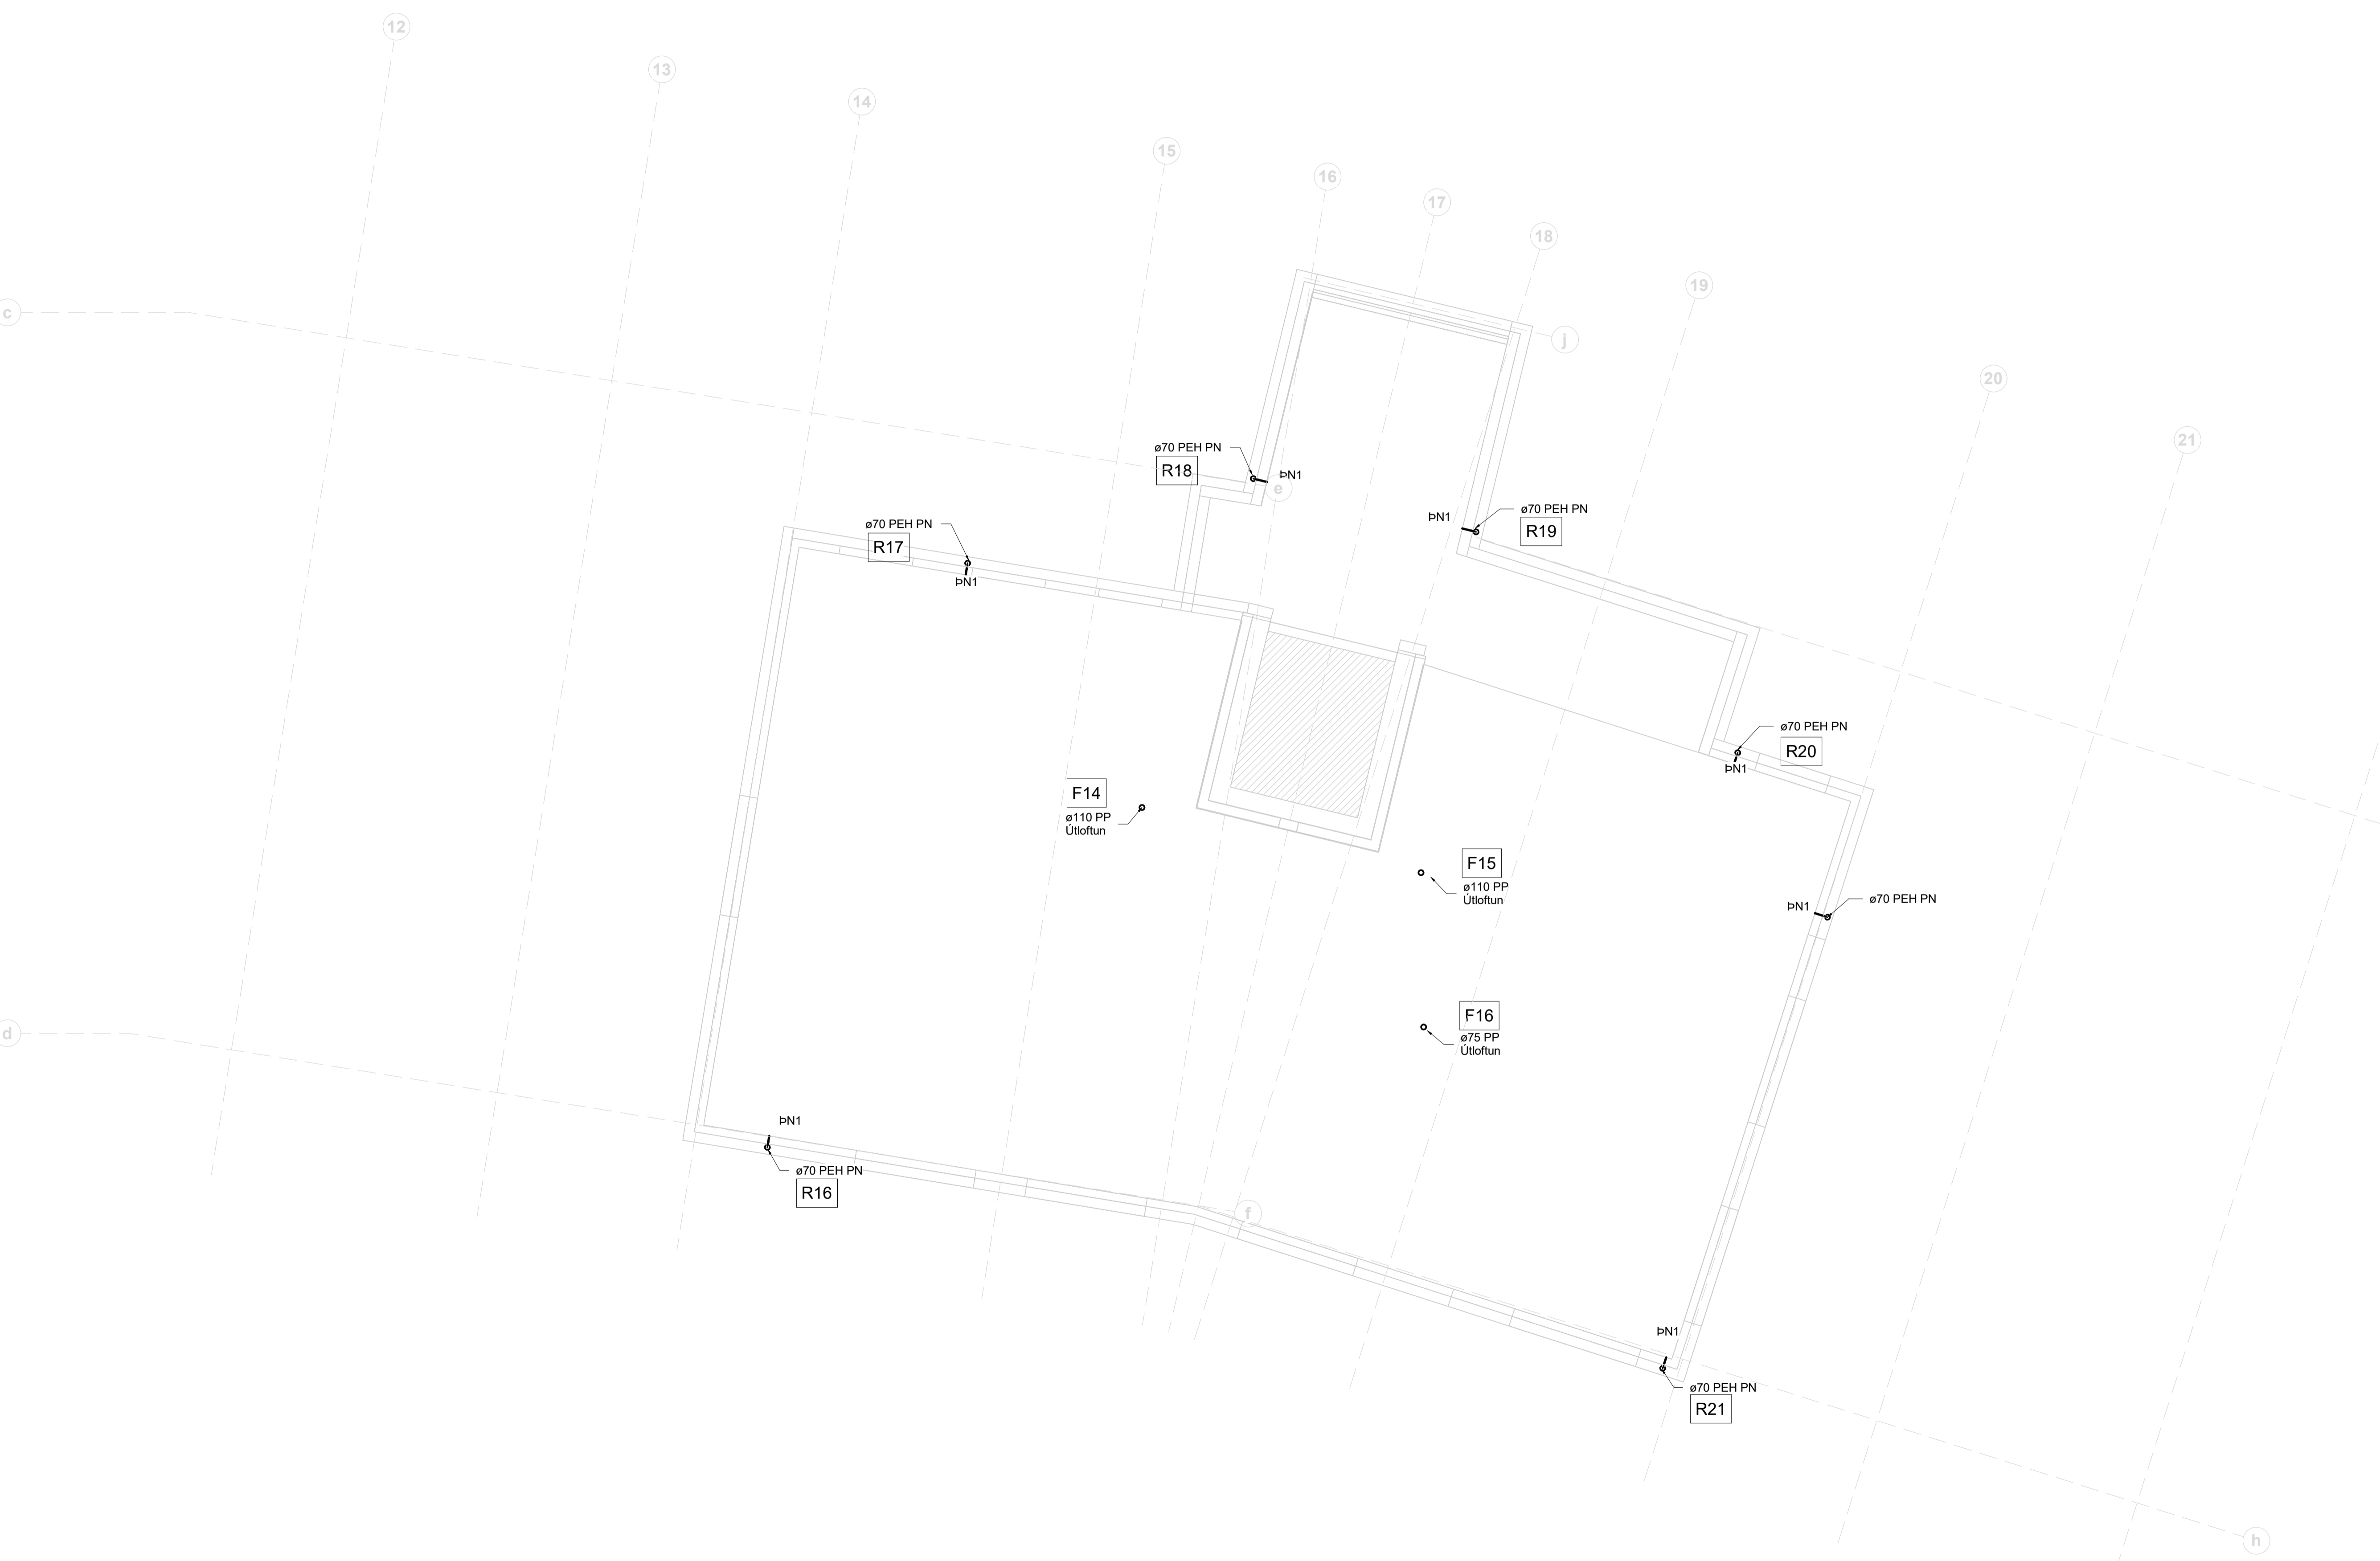 12
13
14
15
16
17
18
19
20
21
c
j
e
d
f
h
ø70 PEH PN
R18
ÞN1
ø70 PEH PN
R17
ÞN1
ÞN1
ø70 PEH PN
R19
ø70 PEH PN
R20
ÞN1
F14
ø110 PP
Útloftun
F15
ø110 PP
Útloftun
ÞN1
ø70 PEH PN
F16
ø75 PP
Útloftun
ÞN1
ø70 PEH PN
R16
ÞN1
ø70 PEH PN
R21